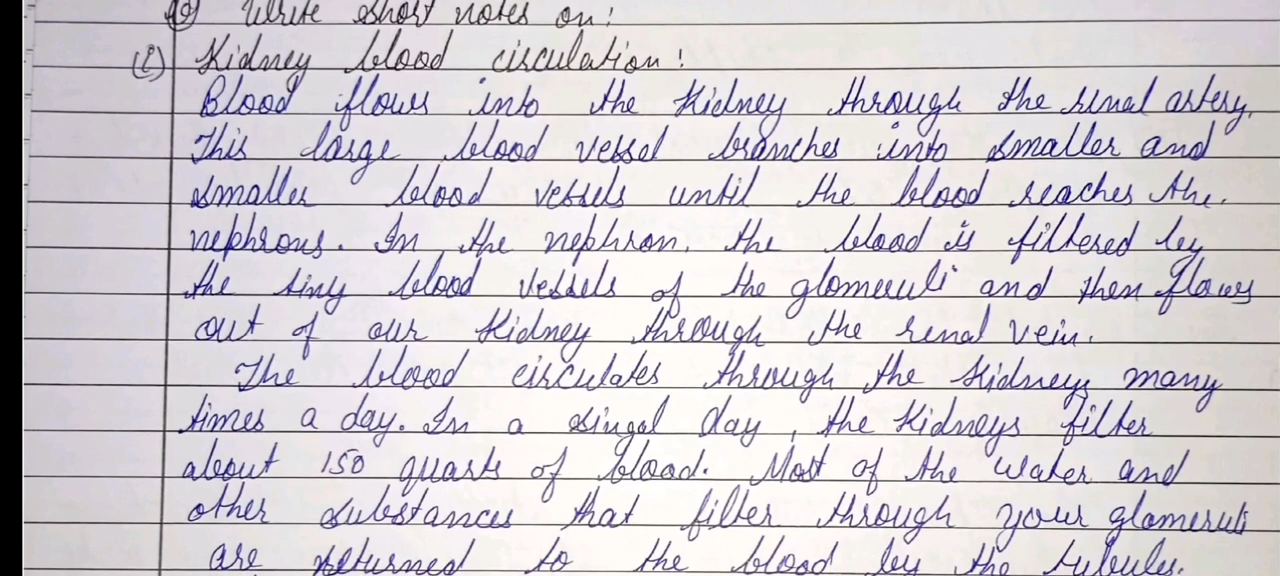 Write short notes on:
(i) Kidney blood circulation:
Blood flows into the Kidney through the renal artery.
This large blood vessel branches into smaller and
smaller blood vessels until the blood reaches the.
nephrons. In the nephron, the blood is filtered by
the tiny blood vessels of the glomeruli and then flows
out of our Kidney through the renal vein.
The blood circulates through the Kidneys many
times a day. In a singal day, the Kidneys filter
about 150 quarts of blood. Most of the water and
other substances that filter through your glomeruli
are returned to the blood by the tubules.